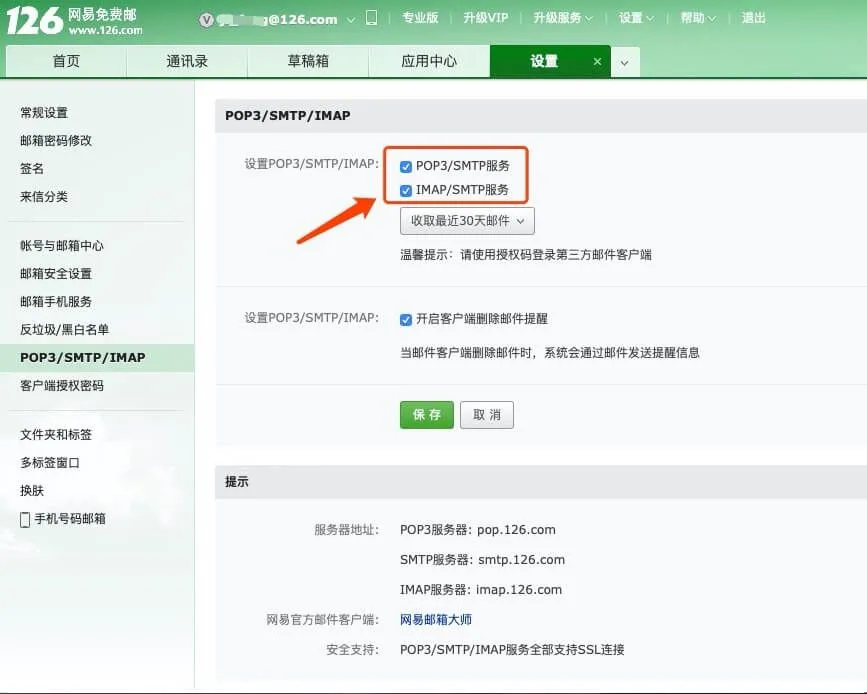 126 网易免费邮
www.126.com
@126.com 专业版 升级VIP 升级服务 设置 帮助 退出
首页 通讯录 草稿箱 应用中心 设置 ×
常规设置
邮箱密码修改
签名
来信分类
帐号与邮箱中心
邮箱安全设置
邮箱手机服务
反垃圾/黑白名单
POP3/SMTP/IMAP
客户端授权密码
文件夹和标签
多标签窗口
换肤
手机号码邮箱
POP3/SMTP/IMAP
设置POP3/SMTP/IMAP: POP3/SMTP服务
IMAP/SMTP服务
收取最近30天邮件
温馨提示：请使用授权码登录第三方邮件客户端
设置POP3/SMTP/IMAP: 开启客户端删除邮件提醒
当邮件客户端删除邮件时，系统会通过邮件发送提醒信息
保 存 取 消
提示
服务器地址: POP3服务器: pop.126.com
SMTP服务器: smtp.126.com
IMAP服务器: imap.126.com
网易官方邮件客户端: 网易邮箱大师
安全支持: POP3/SMTP/IMAP服务全部支持SSL连接